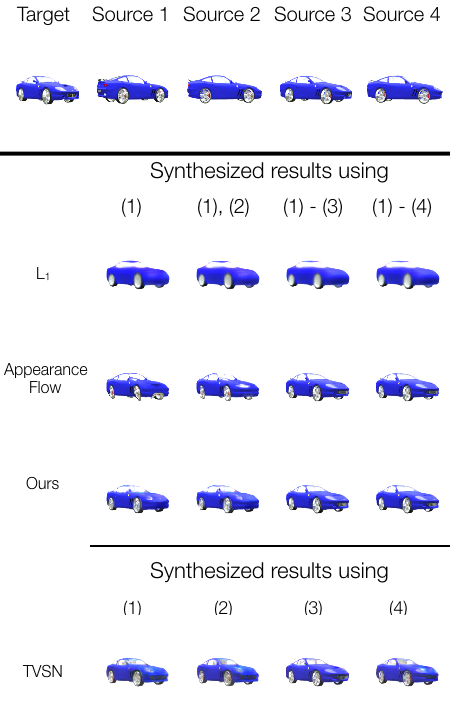 Target Source 1 Source 2 Source 3 Source 4
Synthesized results using
(1) (1), (2) (1) - (3) (1) - (4)
L₁
Appearance
Flow
Ours
Synthesized results using
(1) (2) (3) (4)
TVSN